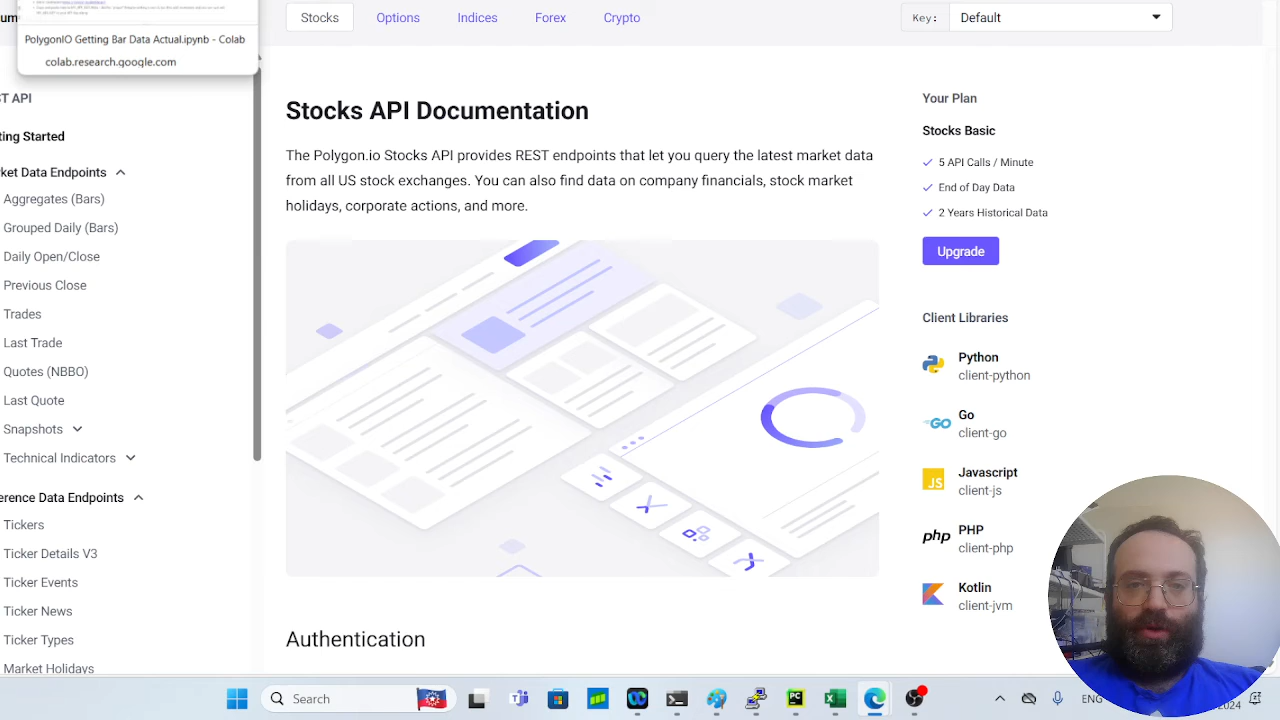 Stocks
Options
Indices
Forex
Crypto
Key:
Default
PolygonIO Getting Bar Data Actual.ipynb - Colab
colab.research.google.com
ST API
ting Started
ket Data Endpoints
Aggregates (Bars)
Grouped Daily (Bars)
Daily Open/Close
Previous Close
Trades
Last Trade
Quotes (NBBO)
Last Quote
Snapshots
Technical Indicators
erence Data Endpoints
Tickers
Ticker Details V3
Ticker Events
Ticker News
Ticker Types
Market Holidays
Stocks API Documentation
The Polygon.io Stocks API provides REST endpoints that let you query the latest market data
from all US stock exchanges. You can also find data on company financials, stock market
holidays, corporate actions, and more.
Authentication
Your Plan
Stocks Basic
5 API Calls / Minute
End of Day Data
2 Years Historical Data
Upgrade
Client Libraries
Python
client-python
GO
Go
client-go
JS
Javascript
client-js
php
PHP
client-php
Kotlin
client-jvm
Search
ENG
2024